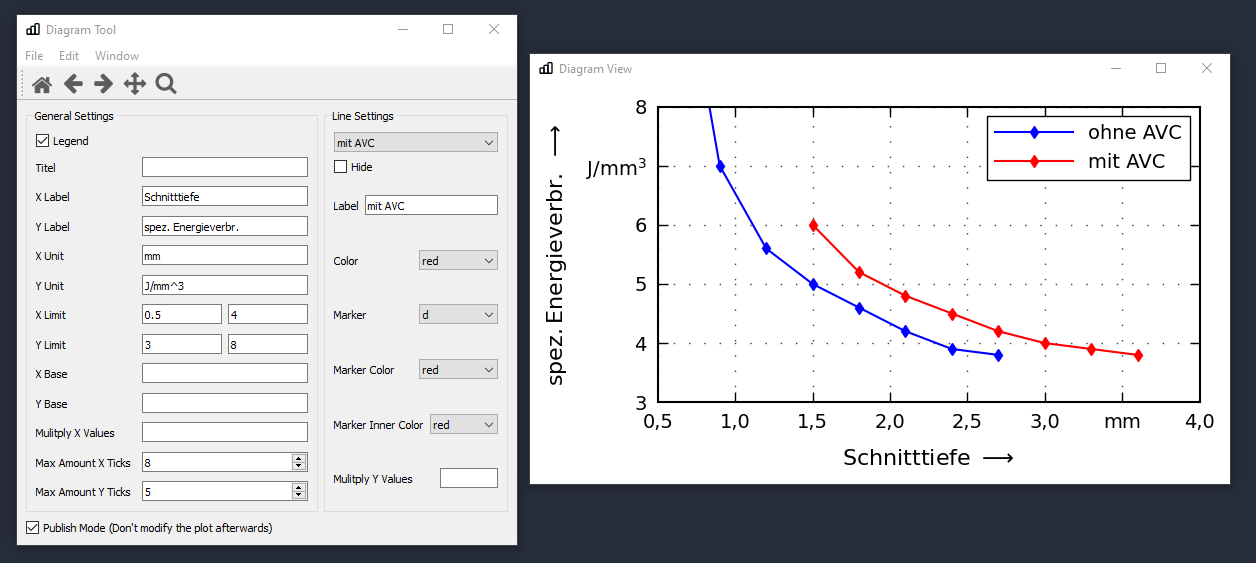 Diagram Tool
File Edit Window
General Settings
Legend
Titel
X Label Schnitttiefe
Y Label spez. Energieverbr.
X Unit mm
Y Unit J/mm^3
X Limit 0.5 4
Y Limit 3 8
X Base
Y Base
Mulitply X Values
Max Amount X Ticks 8
Max Amount Y Ticks 5
Publish Mode (Don't modify the plot afterwards)
Line Settings
mit AVC
Hide
Label mit AVC
Color red
Marker d
Marker Color red
Marker Inner Color red
Mulitply Y Values
Diagram View
spez. Energieverbr. ⟶
8
J/mm³
6
5
4
3
ohne AVC
mit AVC
0,5 1,0 1,5 2,0 2,5 3,0 mm 4,0
Schnitttiefe ⟶